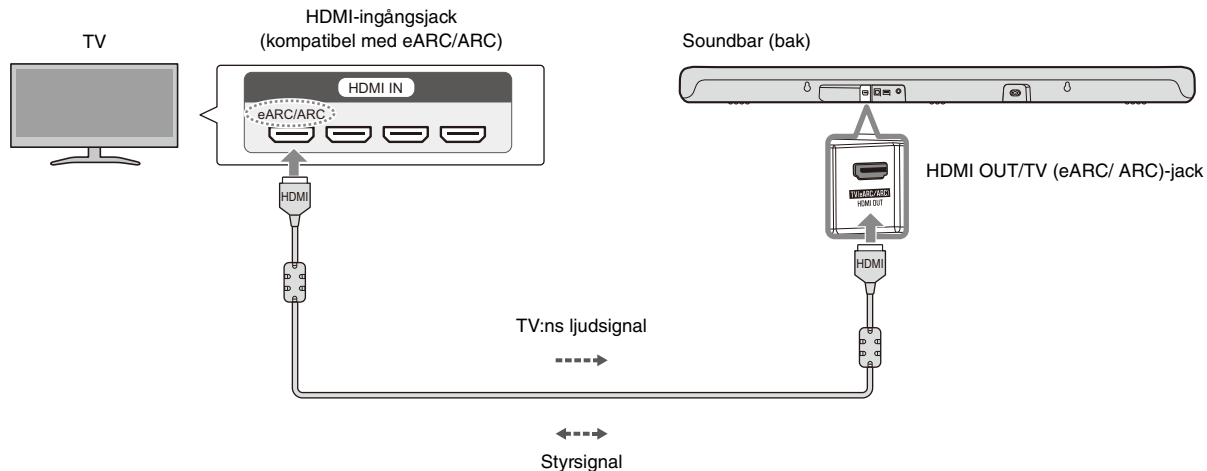 TV
HDMI-ingångsjack
(kompatibel med eARC/ARC)
HDMI IN
eARC/ARC
HDMI
Soundbar (bak)
TV(eARC/ARC)
HDMI OUT
HDMI OUT/TV (eARC/ ARC)-jack
HDMI
TV:ns ljudsignal
Styrsignal